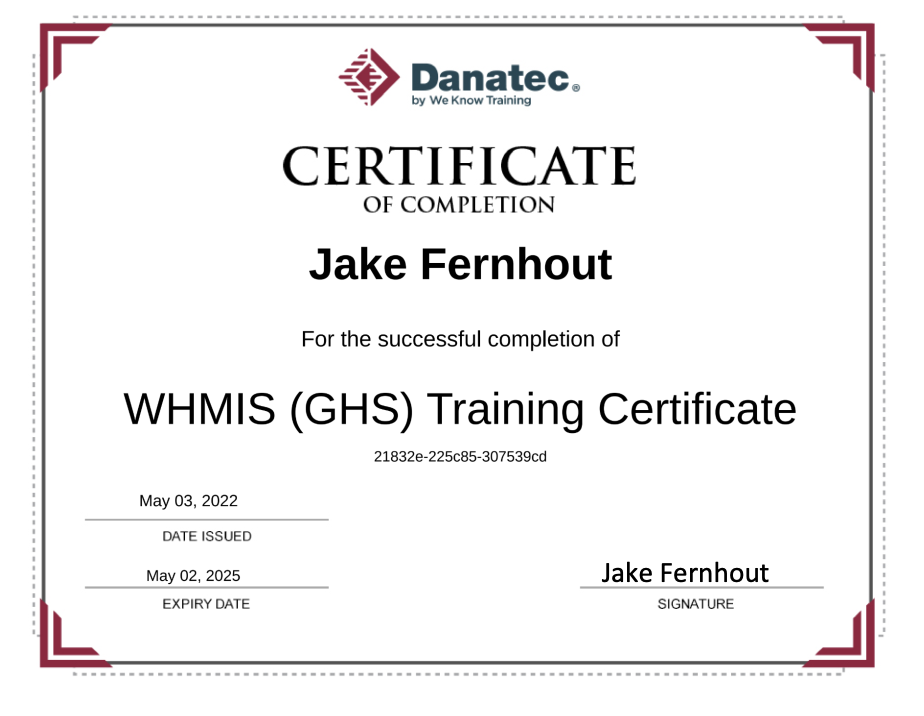 Danatec®
by We Know Training
CERTIFICATE
OF COMPLETION
Jake Fernhout
For the successful completion of
WHMIS (GHS) Training Certificate
21832e-225c85-307539cd
May 03, 2022
DATE ISSUED
May 02, 2025
EXPIRY DATE
Jake Fernhout
SIGNATURE